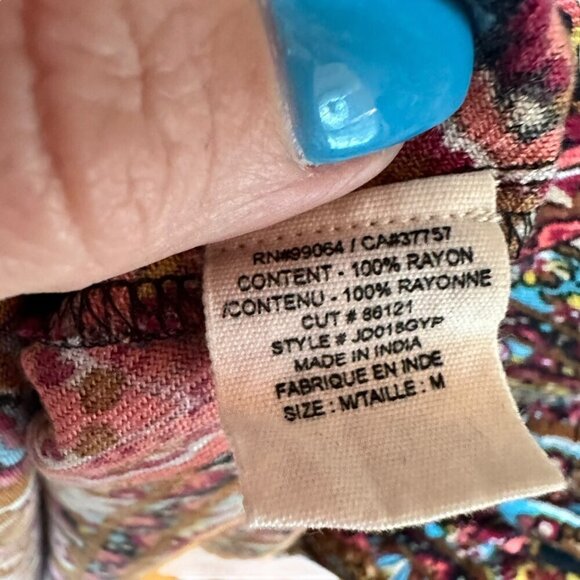 RN#99064 / CA#37757
CONTENT - 100% RAYON
/CONTENU - 100% RAYONNE
CUT # 86121
STYLE # JD018GYP
MADE IN INDIA
FABRIQUE EN INDE
SIZE : M/TAILLE : M